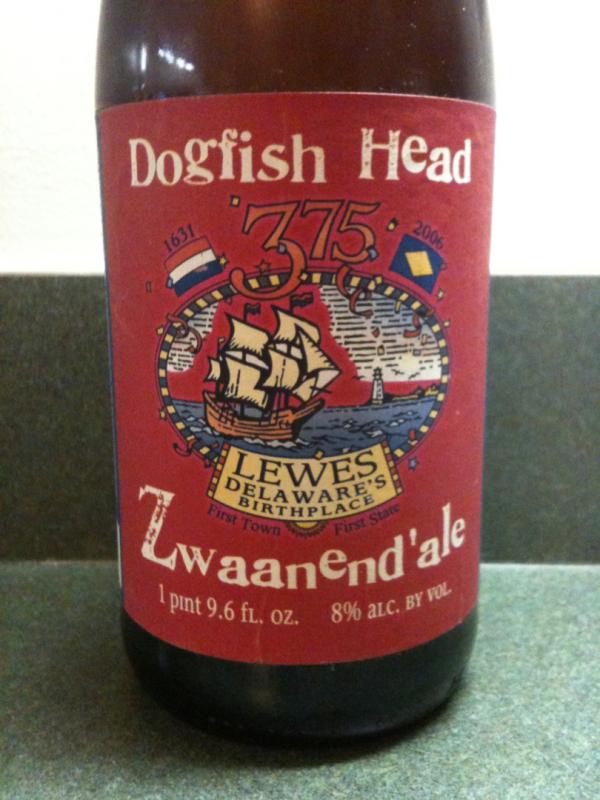 Dogfish Head
'375
1631
2006
LEWES
DELAWARE'S
BIRTHPLACE
First Town First State
Zwaanend'ale
1 pint 9.6 fl. oz. 8% alc. by vol.